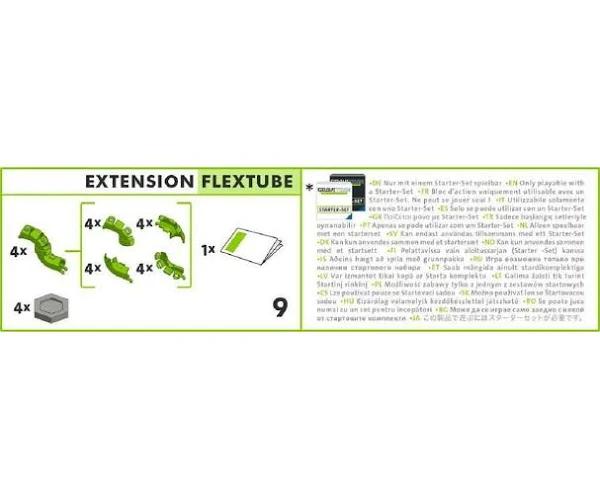 EXTENSION FLEXTUBE
4x
4x
4x
4x
4x
1x
4x
9
*
STARTER-SET
•DE Nur mit einem Starter-Set spielbar •EN Only playable with
a Starter-Set •FR Bloc d'action uniquement utilisable avec un
Starter-Set. Ne peut se jouer seul ! •IT Utilizzabile solamente
con uno Starter-Set •ES Solo se puede utilizar con un Starter-Set
•GR Παίζεται μόνο με Starter-Set •TR Sadece başlangıç setleriyle
oynanabilir •PT Apenas se pode utilizar com um Starter-Set •NL Alleen speelbaar
met een starterset •SV Kan endast användas tillsammans med ett Starter-Set
•DK Kan kun anvendes sammen med et starterset •NO Kan kun anvendes sammen
med et startsett •FI Pelattavissa vain aloitussarjan (Starter -Set) kanssa
•IS Aðeins hægt að spila með grunnpakka •RU Игра возможна только при
наличии стартового набора •ET Saab mängida ainult stardikomplektiga
•LV Var izmantot tikai kopā ar sākuma komplektu •LT Galima žaisti tik turint
Startinį rinkinį •PL Możliwość zabawy tylko z jednym z zestawów startowych
•CS Lze používat pouze se Startovací sadou •SK Možno používať len so Startovacou
sadou •HU Kizárólag valamelyik kezdőkészlettel játszható •RO Se poate juca
numai cu un set pentru începători •BG Може да се играе само заедно с някой
от стартовите комплекти •JA この製品で遊ぶにはスターターセットが必要です。